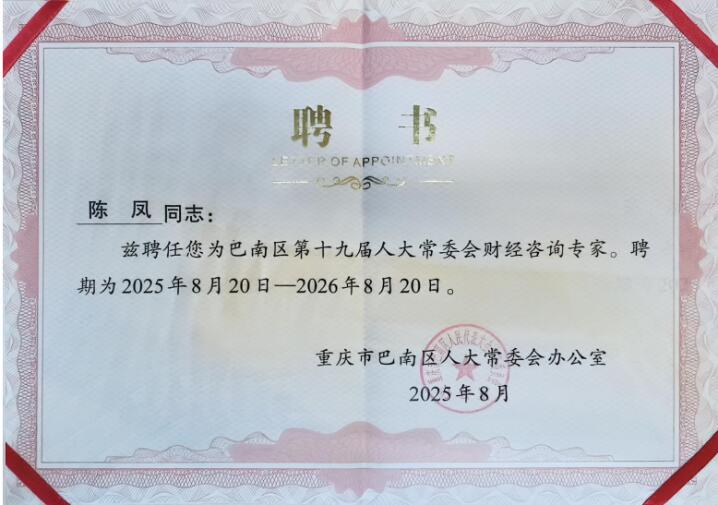 聘 书
LETTER OF APPOINTMENT
陈 凤 同志：
兹聘任您为巴南区第十九届人大常委会财经咨询专家。聘
期为2025年8月20日—2026年8月20日。
重庆市巴南区人大常委会办公室
2025年8月